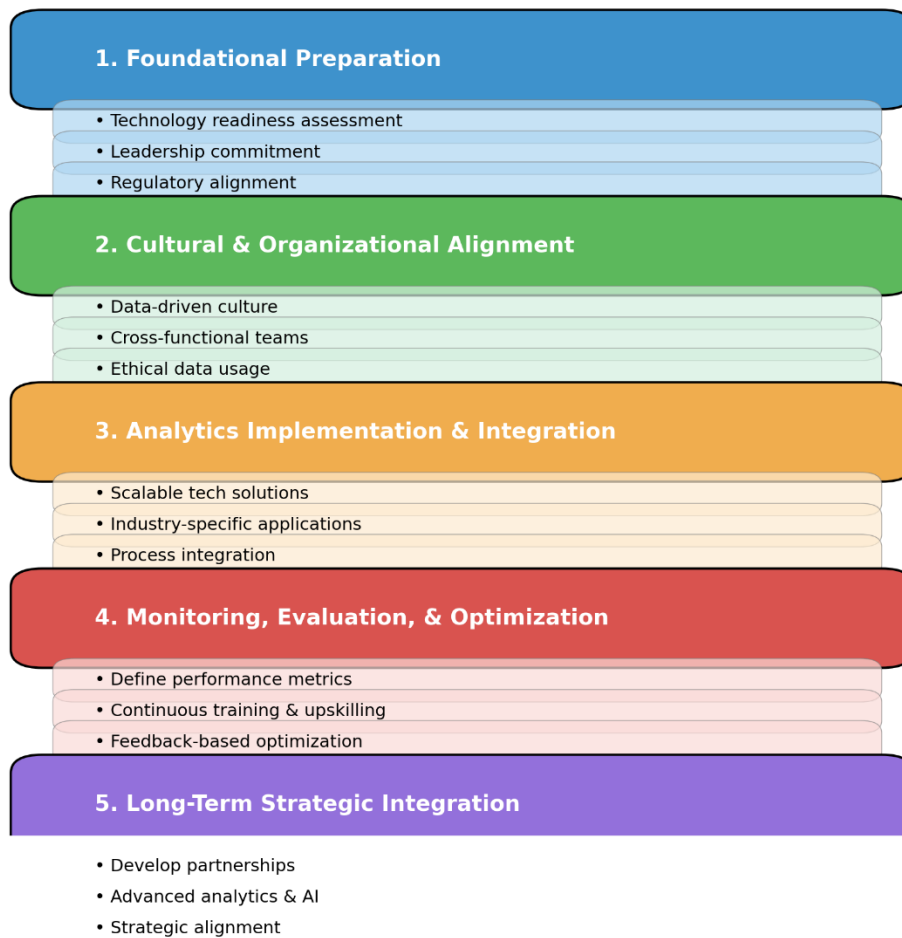 1. Foundational Preparation
• Technology readiness assessment
• Leadership commitment
• Regulatory alignment
2. Cultural & Organizational Alignment
• Data-driven culture
• Cross-functional teams
• Ethical data usage
3. Analytics Implementation & Integration
• Scalable tech solutions
• Industry-specific applications
• Process integration
4. Monitoring, Evaluation, & Optimization
• Define performance metrics
• Continuous training & upskilling
• Feedback-based optimization
5. Long-Term Strategic Integration
• Develop partnerships
• Advanced analytics & AI
• Strategic alignment